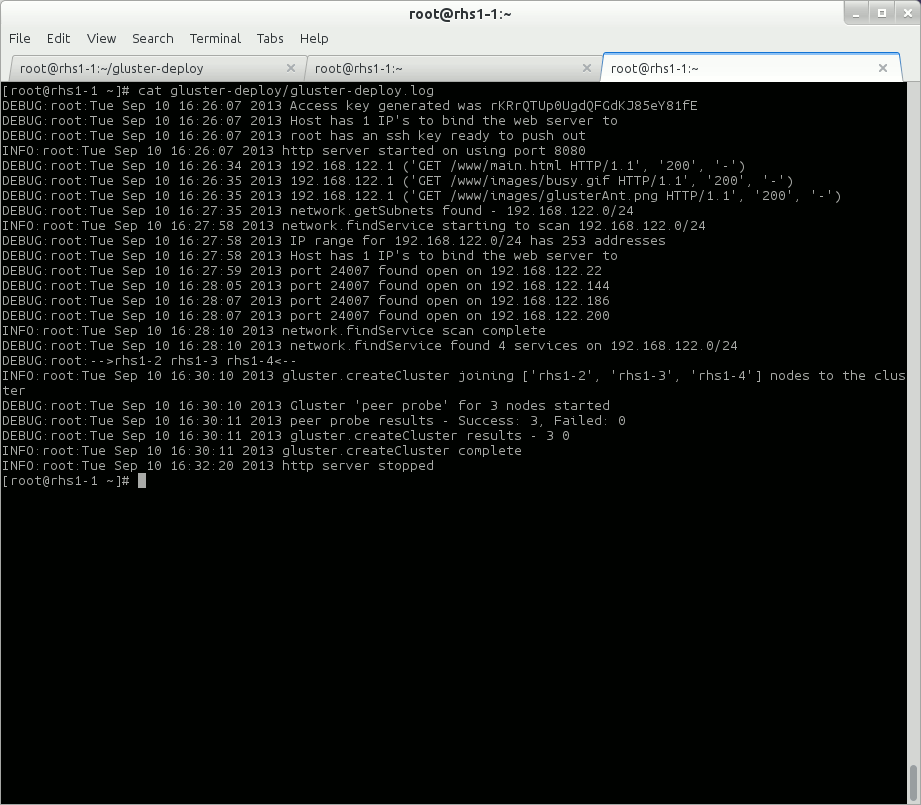 root@rhs1-1:~
File Edit View Search Terminal Tabs Help
root@rhs1-1:~/gluster-deploy root@rhs1-1:~ root@rhs1-1:~
[root@rhs1-1 ~]# cat gluster-deploy/gluster-deploy.log
DEBUG:root:Tue Sep 10 16:26:07 2013 Access key generated was rKRrQTUp0UgdQFGdKJ85eY81fE
DEBUG:root:Tue Sep 10 16:26:07 2013 Host has 1 IP's to bind the web server to
DEBUG:root:Tue Sep 10 16:26:07 2013 root has an ssh key ready to push out
INFO:root:Tue Sep 10 16:26:07 2013 http server started on using port 8080
DEBUG:root:Tue Sep 10 16:26:34 2013 192.168.122.1 ('GET /www/main.html HTTP/1.1', '200', '-')
DEBUG:root:Tue Sep 10 16:26:35 2013 192.168.122.1 ('GET /www/images/busy.gif HTTP/1.1', '200', '-')
DEBUG:root:Tue Sep 10 16:26:35 2013 192.168.122.1 ('GET /www/images/glusterAnt.png HTTP/1.1', '200', '-')
DEBUG:root:Tue Sep 10 16:27:35 2013 network.getSubnets found - 192.168.122.0/24
INFO:root:Tue Sep 10 16:27:58 2013 network.findService starting to scan 192.168.122.0/24
DEBUG:root:Tue Sep 10 16:27:58 2013 IP range for 192.168.122.0/24 has 253 addresses
DEBUG:root:Tue Sep 10 16:27:58 2013 Host has 1 IP's to bind the web server to
DEBUG:root:Tue Sep 10 16:27:59 2013 port 24007 found open on 192.168.122.22
DEBUG:root:Tue Sep 10 16:28:05 2013 port 24007 found open on 192.168.122.144
DEBUG:root:Tue Sep 10 16:28:07 2013 port 24007 found open on 192.168.122.186
DEBUG:root:Tue Sep 10 16:28:07 2013 port 24007 found open on 192.168.122.200
INFO:root:Tue Sep 10 16:28:10 2013 network.findService scan complete
DEBUG:root:Tue Sep 10 16:28:10 2013 network.findService found 4 services on 192.168.122.0/24
DEBUG:root:-->rhs1-2 rhs1-3 rhs1-4<--
INFO:root:Tue Sep 10 16:30:10 2013 gluster.createCluster joining ['rhs1-2', 'rhs1-3', 'rhs1-4'] nodes to the clus
ter
DEBUG:root:Tue Sep 10 16:30:10 2013 Gluster 'peer probe' for 3 nodes started
DEBUG:root:Tue Sep 10 16:30:11 2013 peer probe results - Success: 3, Failed: 0
DEBUG:root:Tue Sep 10 16:30:11 2013 gluster.createCluster results - 3 0
INFO:root:Tue Sep 10 16:30:11 2013 gluster.createCluster complete
INFO:root:Tue Sep 10 16:32:20 2013 http server stopped
[root@rhs1-1 ~]#